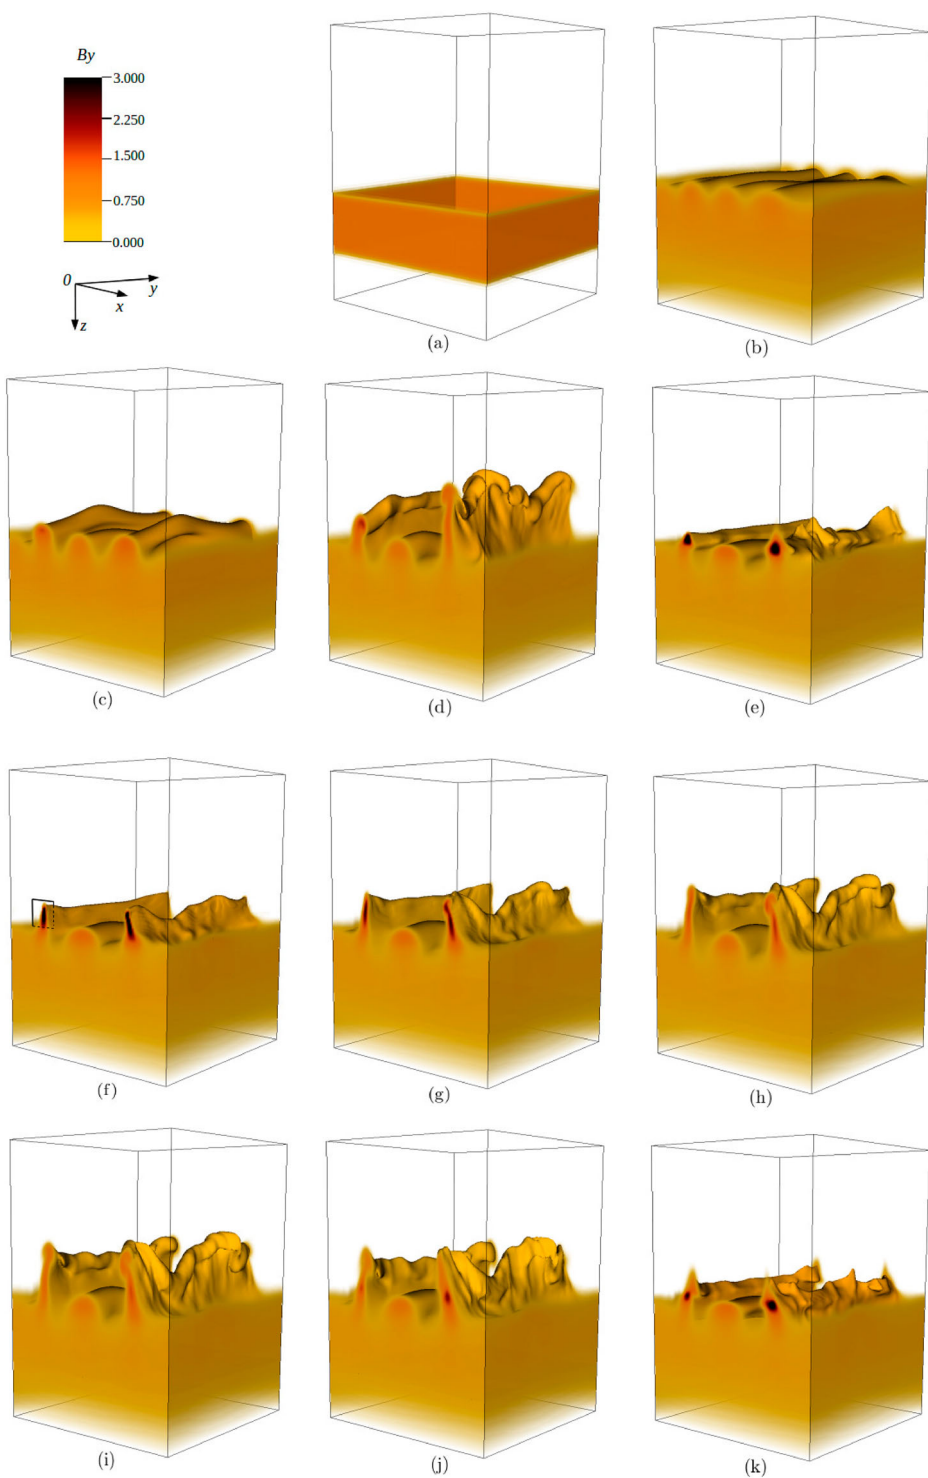 By
3.000
2.250
1.500
0.750
0.000
0
y
x
z
(a)
(b)
(c)
(d)
(e)
(f)
(g)
(h)
(i)
(j)
(k)